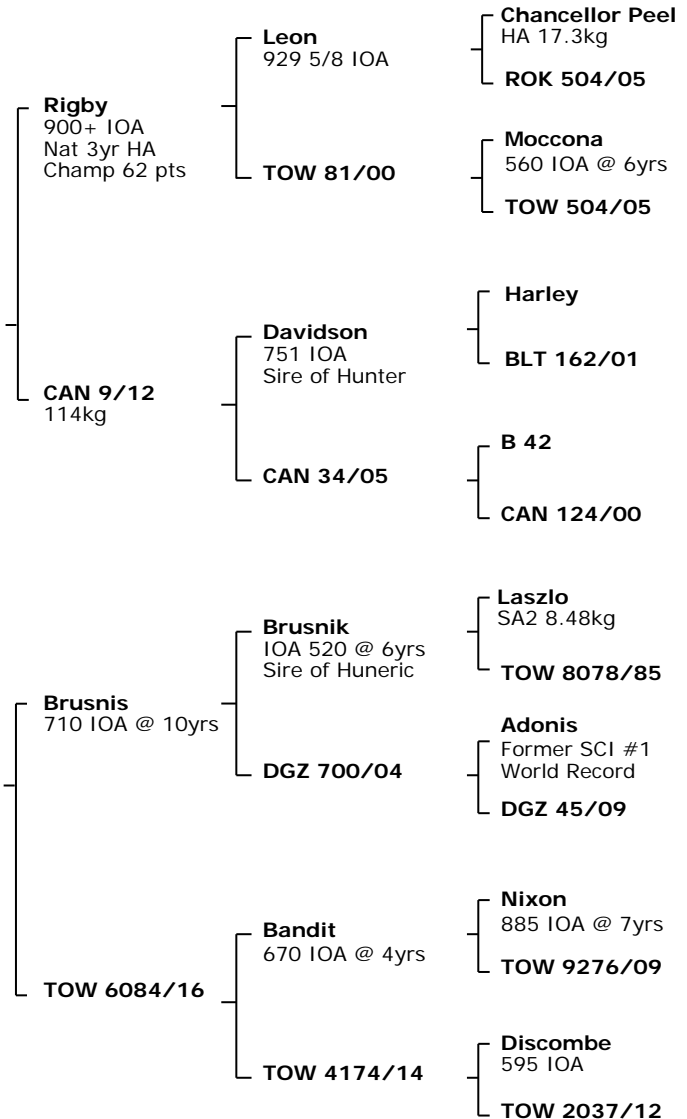 Chancellor Peel
HA 17.3kg
Leon
929 5/8 IOA
ROK 504/05
Rigby
900+ IOA
Nat 3yr HA
Champ 62 pts
Moccona
560 IOA @ 6yrs
TOW 81/00
TOW 504/05
Harley
Davidson
751 IOA
Sire of Hunter
BLT 162/01
CAN 9/12
114kg
B 42
CAN 34/05
CAN 124/00
Laszlo
SA2 8.48kg
Brusnik
IOA 520 @ 6yrs
Sire of Huneric
TOW 8078/85
Brusnis
710 IOA @ 10yrs
Adonis
Former SCI #1
World Record
DGZ 700/04
DGZ 45/09
Nixon
885 IOA @ 7yrs
Bandit
670 IOA @ 4yrs
TOW 9276/09
TOW 6084/16
Discombe
595 IOA
TOW 4174/14
TOW 2037/12